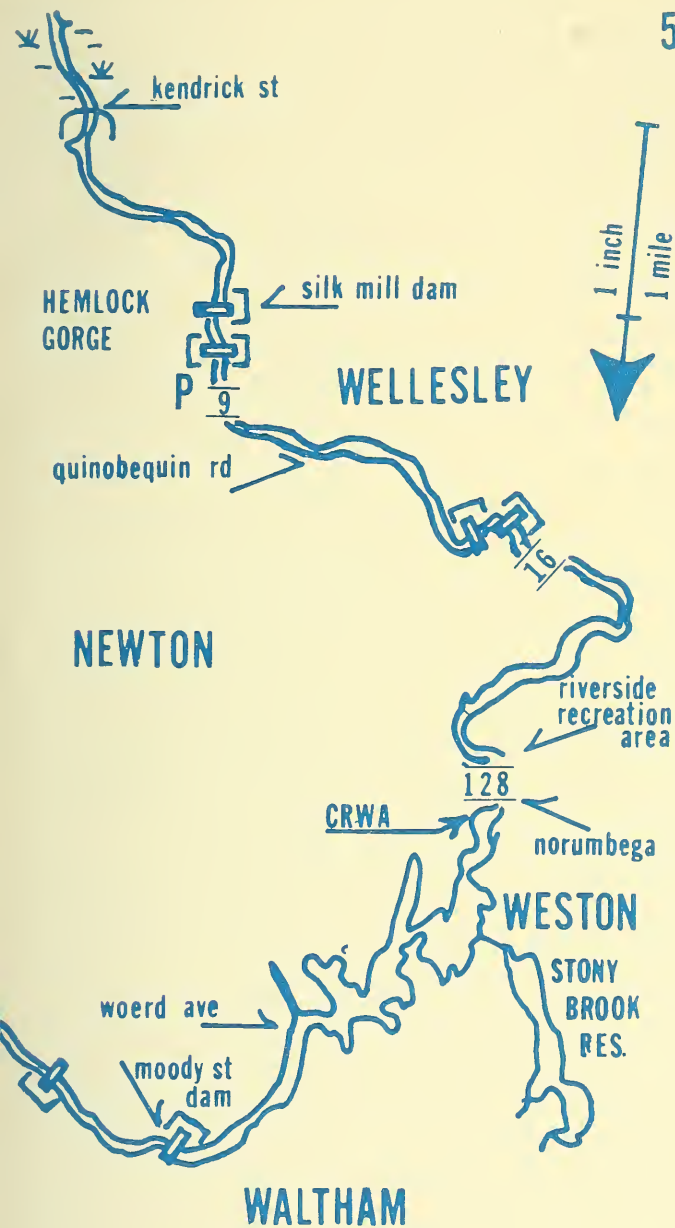 5
kendrick st
1 inch
1 mile
HEMLOCK
GORGE
silk mill dam
P
9
WELLESLEY
quinobequin rd
16
NEWTON
riverside
recreation
area
128
CRWA
norumbega
WESTON
STONY
BROOK
RES.
woerd ave
moody st
dam
WALTHAM